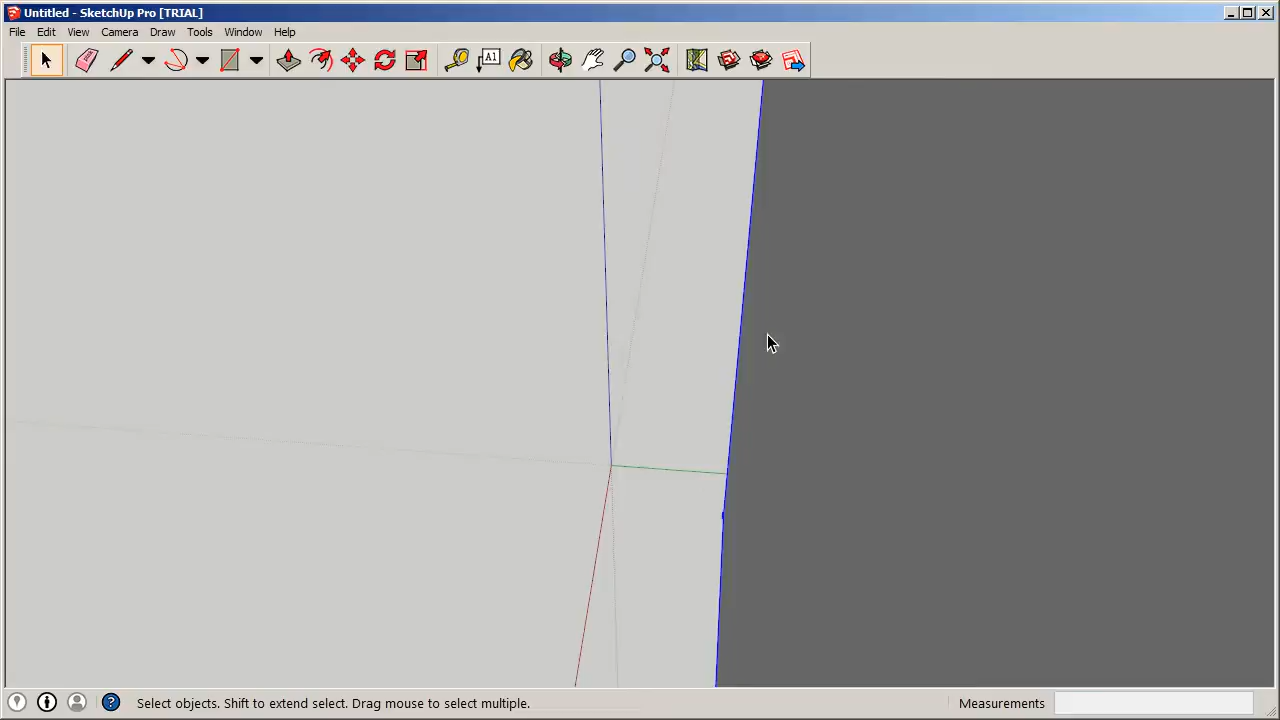 Untitled - SketchUp Pro [TRIAL]
File Edit View Camera Draw Tools Window Help
A1
Select objects. Shift to extend select. Drag mouse to select multiple.
Measurements